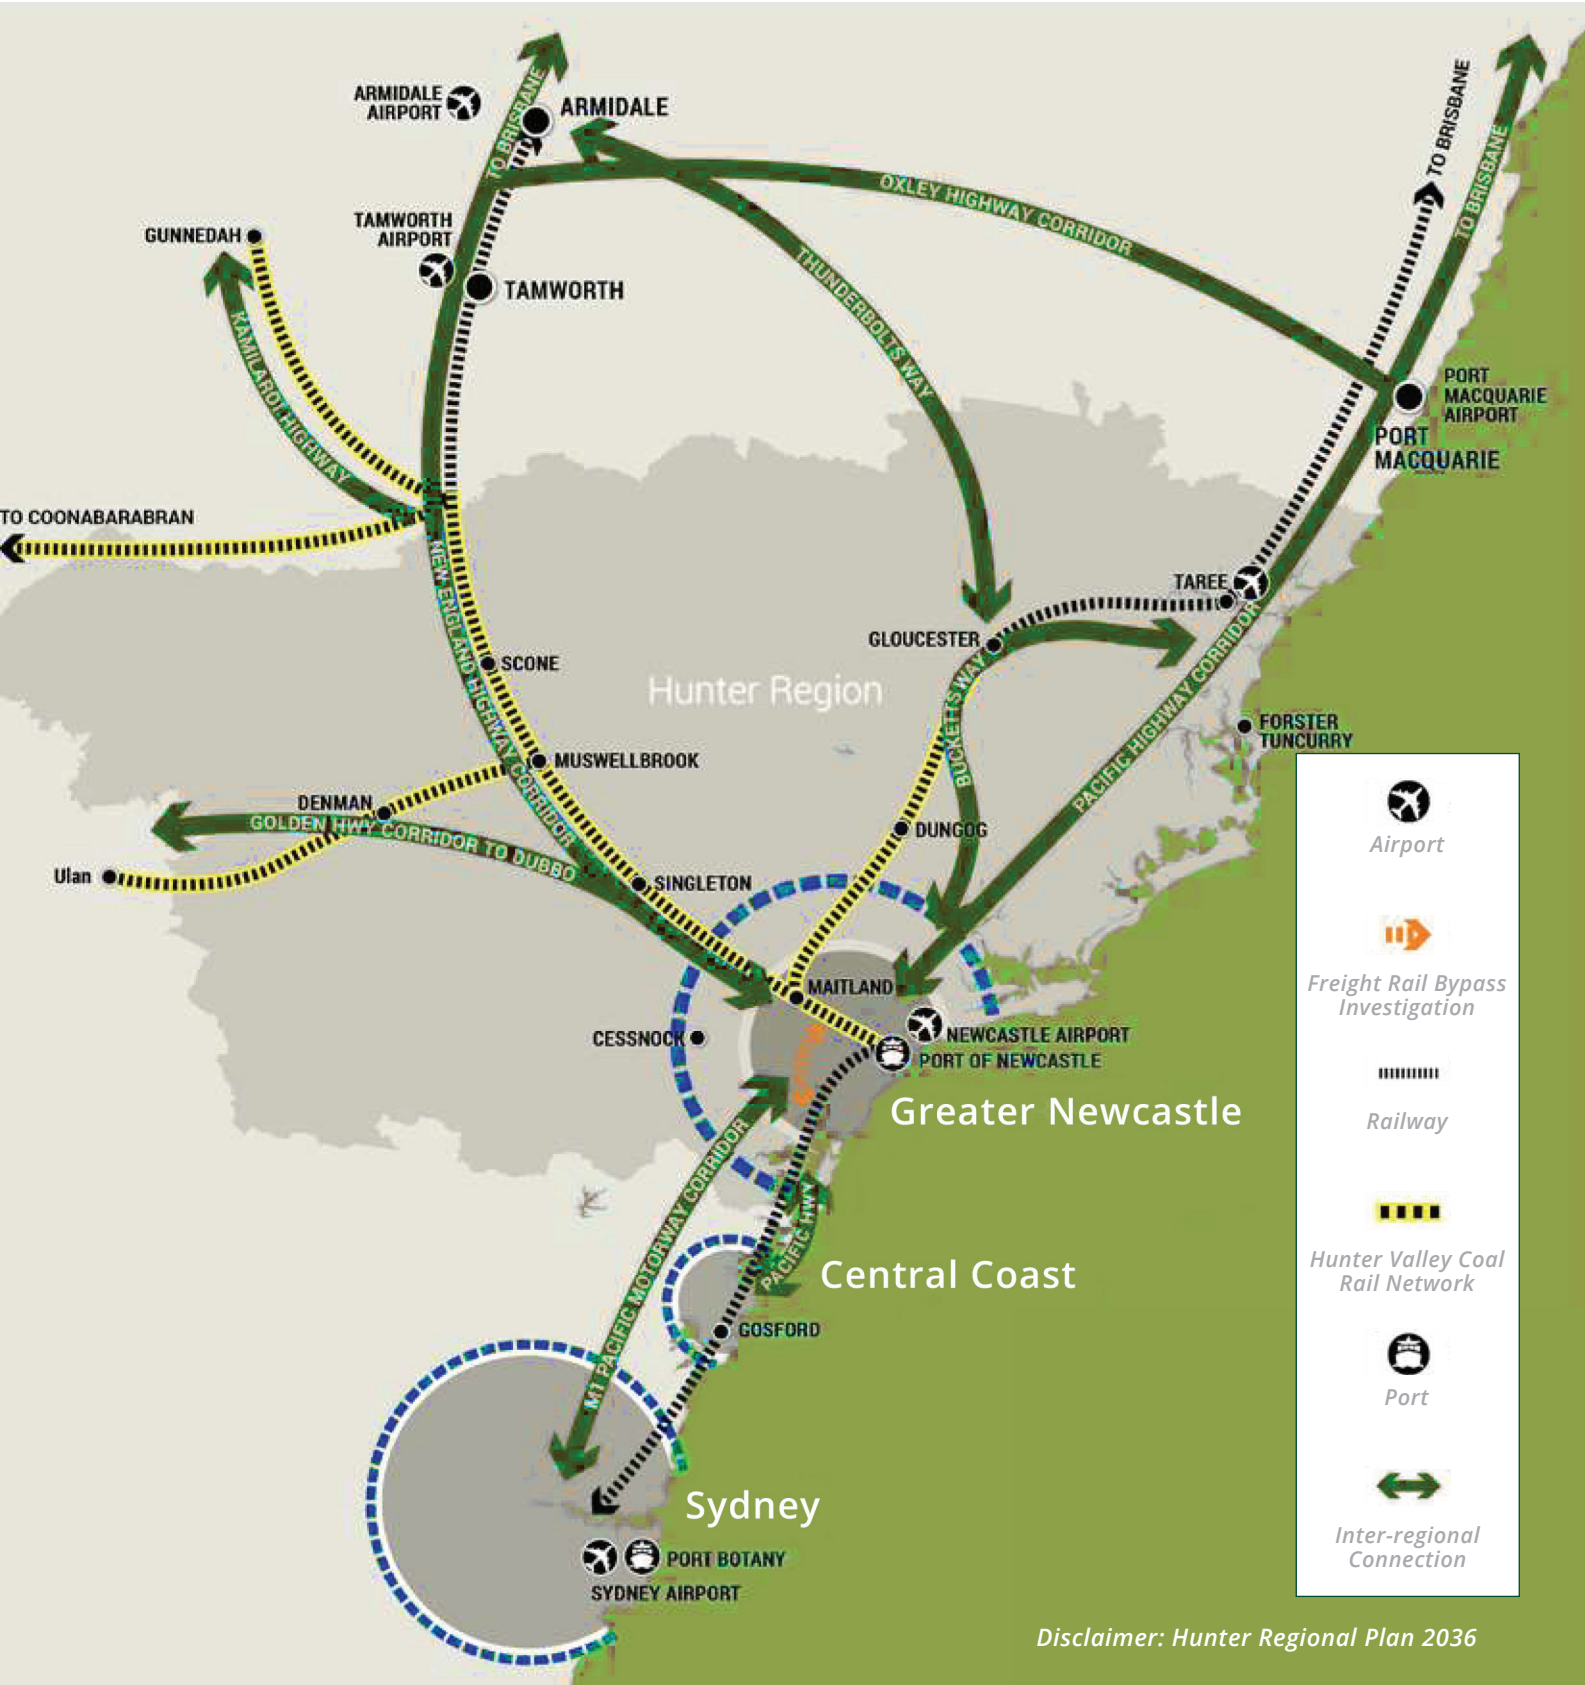 ARMIDALE
AIRPORT
ARMIDALE
TO BRISBANE
TO BRISBANE
TO BRISBANE
OXLEY HIGHWAY CORRIDOR
THUNDERBOLTS WAY
GUNNEDAH
TAMWORTH
AIRPORT
TAMWORTH
KAMILAROI HIGHWAY
PORT
MACQUARIE
AIRPORT
PORT
MACQUARIE
TO COONABARABRAN
NEW ENGLAND HIGHWAY CORRIDOR
TAREE
GLOUCESTER
SCONE
Hunter Region
BUCKETTS WAY
PACIFIC HIGHWAY CORRIDOR
FORSTER
TUNCURRY
MUSWELLBROOK
DENMAN
GOLDEN HWY CORRIDOR TO DUBBO
DUNGOG
Ulan
SINGLETON
MAITLAND
CESSNOCK
NEWCASTLE AIRPORT
PORT OF NEWCASTLE
Greater Newcastle
M1 PACIFIC MOTORWAY CORRIDOR
PACIFIC HWY
Central Coast
GOSFORD
Sydney
PORT BOTANY
SYDNEY AIRPORT
Airport
Freight Rail Bypass
Investigation
Railway
Hunter Valley Coal
Rail Network
Port
Inter-regional
Connection
Disclaimer: Hunter Regional Plan 2036